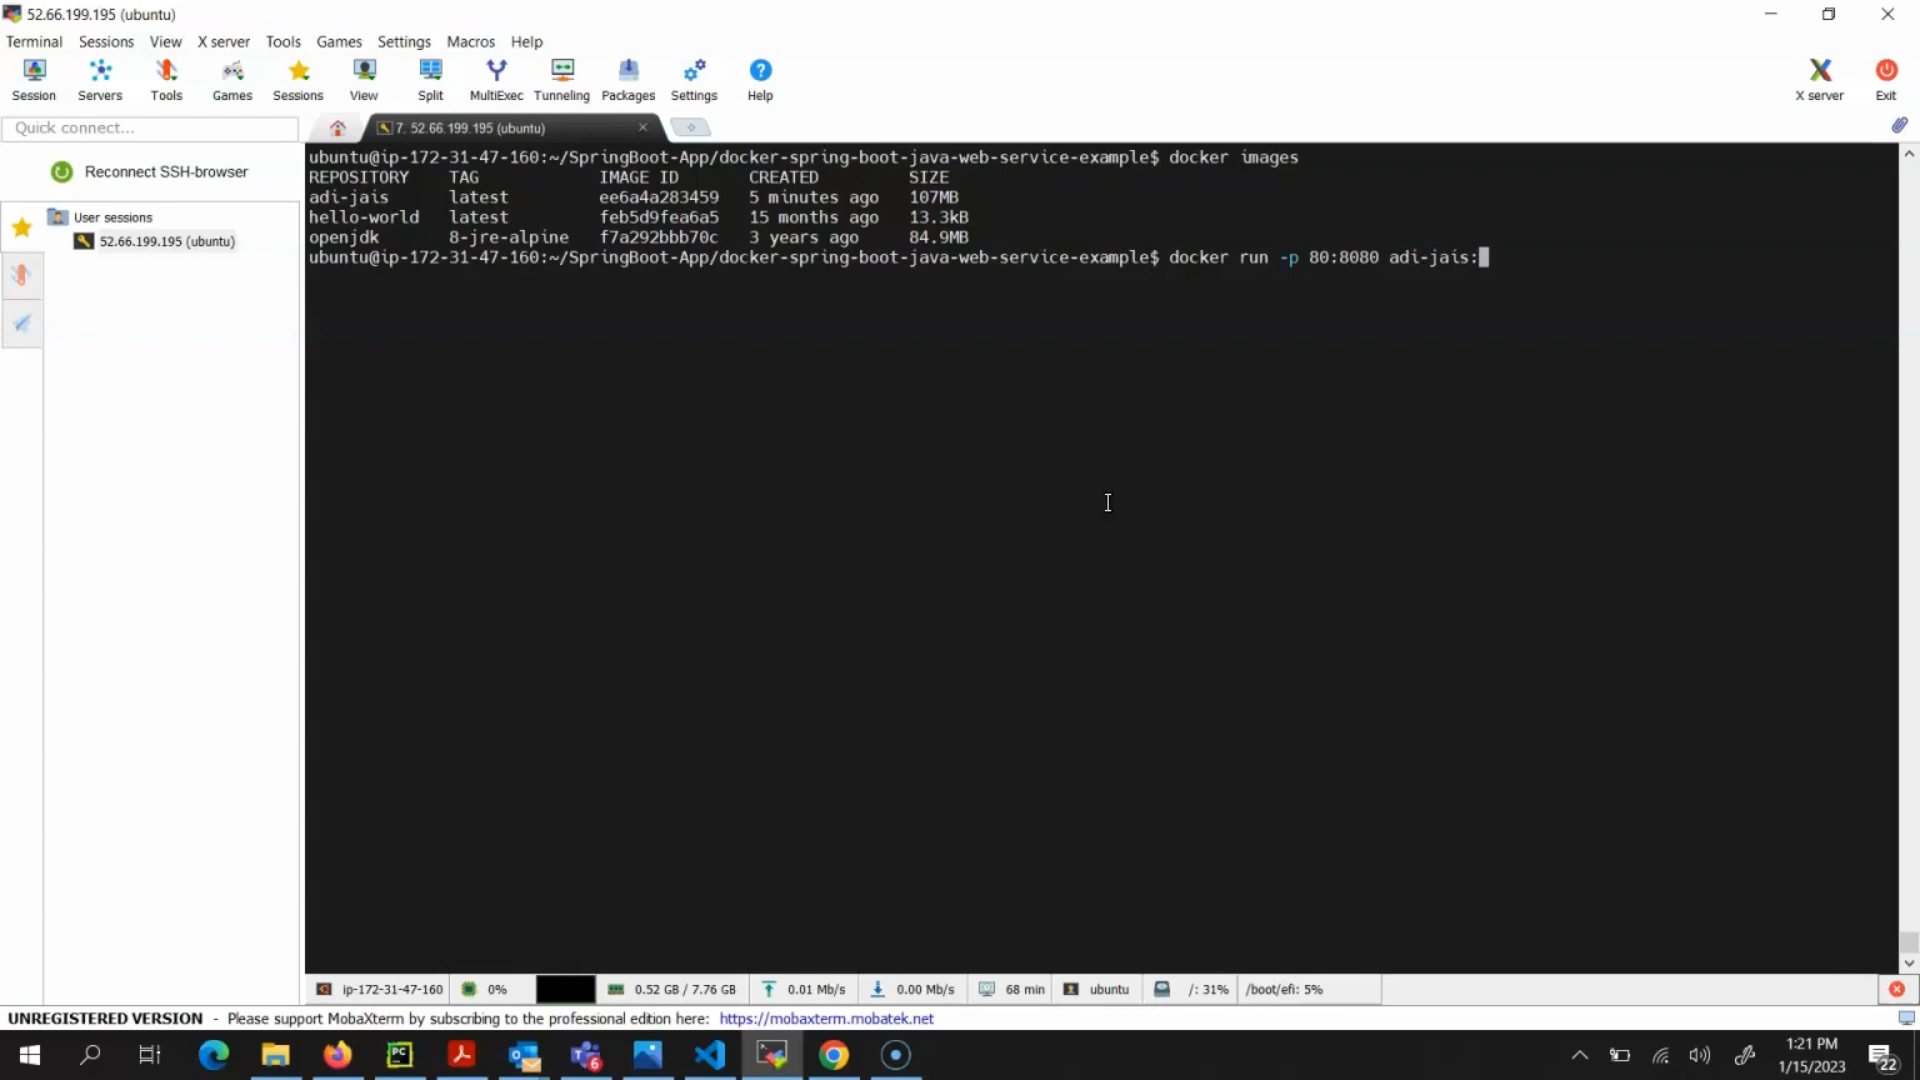 52.66.199.195 (ubuntu)
Terminal Sessions View X server Tools Games Settings Macros Help
Session Servers Tools Games Sessions View Split MultiExec Tunneling Packages Settings Help X server Exit
Quick connect...
7. 52.66.199.195 (ubuntu)
Reconnect SSH-browser
User sessions
52.66.199.195 (ubuntu)
ubuntu@ip-172-31-47-160:~/SpringBoot-App/docker-spring-boot-java-web-service-example$ docker images
REPOSITORY TAG IMAGE ID CREATED SIZE
adi-jais latest ee6a4a283459 5 minutes ago 107MB
hello-world latest feb5d9fea6a5 15 months ago 13.3kB
openjdk 8-jre-alpine f7a292bbb70c 3 years ago 84.9MB
ubuntu@ip-172-31-47-160:~/SpringBoot-App/docker-spring-boot-java-web-service-example$ docker run -p 80:8080 adi-jais:
ip-172-31-47-160 0% 0.52 GB / 7.76 GB 0.01 Mb/s 0.00 Mb/s 68 min ubuntu /: 31% /boot/efi: 5%
UNREGISTERED VERSION - Please support MobaXterm by subscribing to the professional edition here: https://mobaxterm.mobatek.net
PC
6
1:21 PM
1/15/2023
22